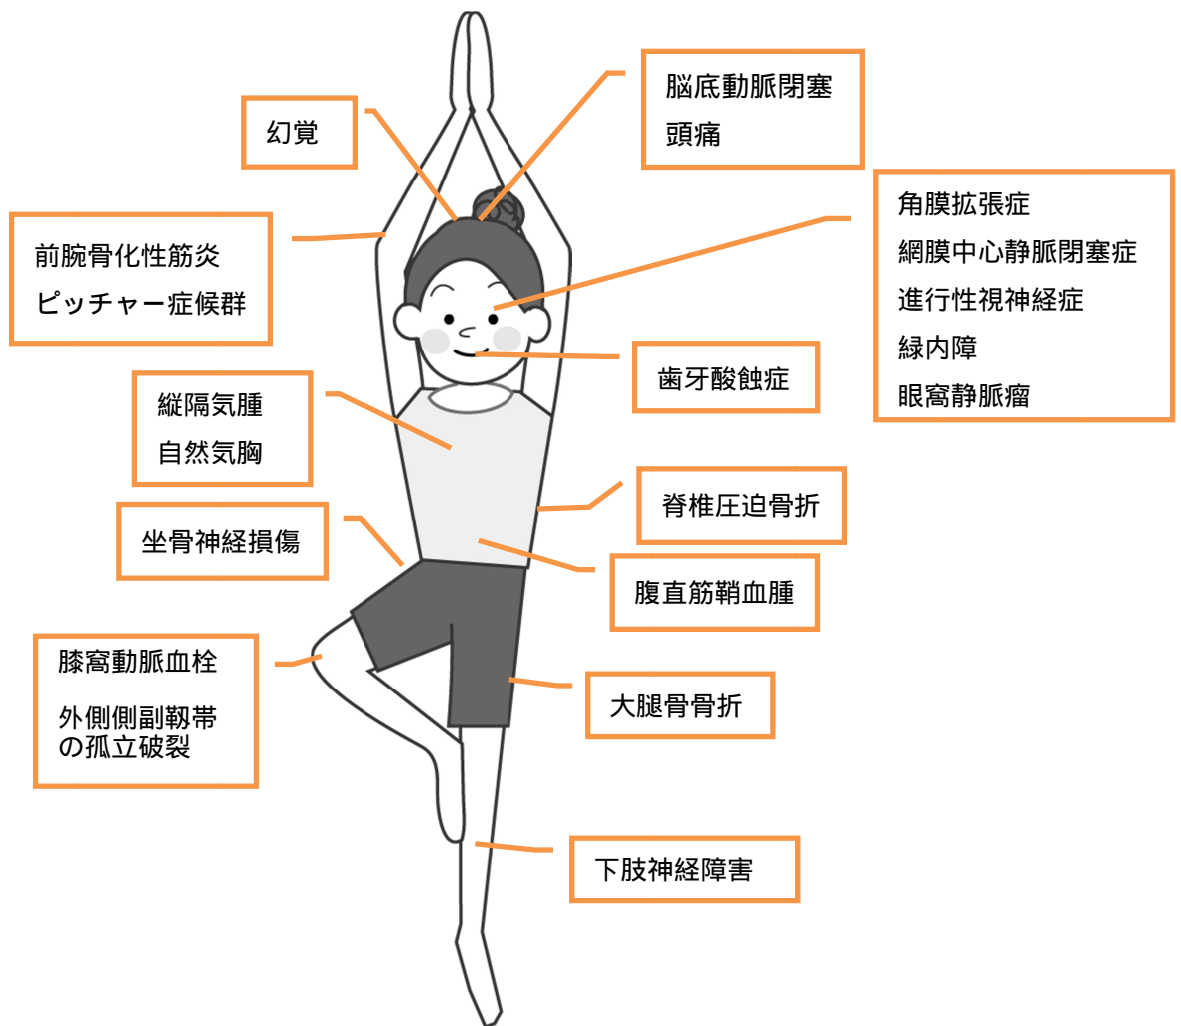 脳底動脈閉塞
頭痛
幻覚
角膜拡張症
網膜中心静脈閉塞症
進行性視神経症
緑内障
眼窩静脈瘤
前腕骨化性筋炎
ピッチャー症候群
歯牙酸蝕症
縦隔気腫
自然気胸
脊椎圧迫骨折
坐骨神経損傷
腹直筋鞘血腫
膝窩動脈血栓
外側側副靱帯
の孤立破裂
大腿骨骨折
下肢神経障害